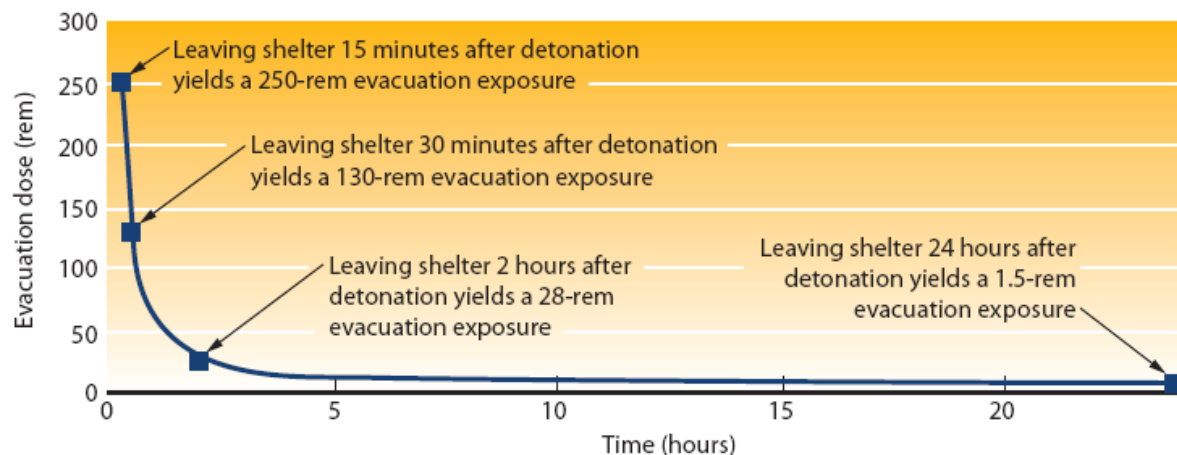 300
250
200
150
100
50
0
Evacuation dose (rem)
Leaving shelter 15 minutes after detonation
yields a 250-rem evacuation exposure
Leaving shelter 30 minutes after detonation
yields a 130-rem evacuation exposure
Leaving shelter 2 hours after
detonation yields a 28-rem
evacuation exposure
Leaving shelter 24 hours after
detonation yields a 1.5-rem
evacuation exposure
0
5
10
15
20
Time (hours)